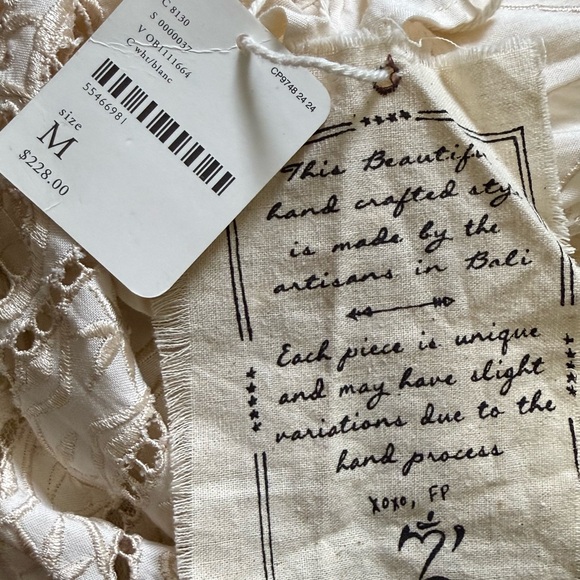 C 8130
S 0000037
V OB1111664
C wht/blanc
55466981
size
M
$228.00
CP9748 24 24
This Beautiful
hand crafted sty
is made by the
artisans in Bali
Each piece is unique
and may have slight
variations due to the
hand process
xoxo, FP